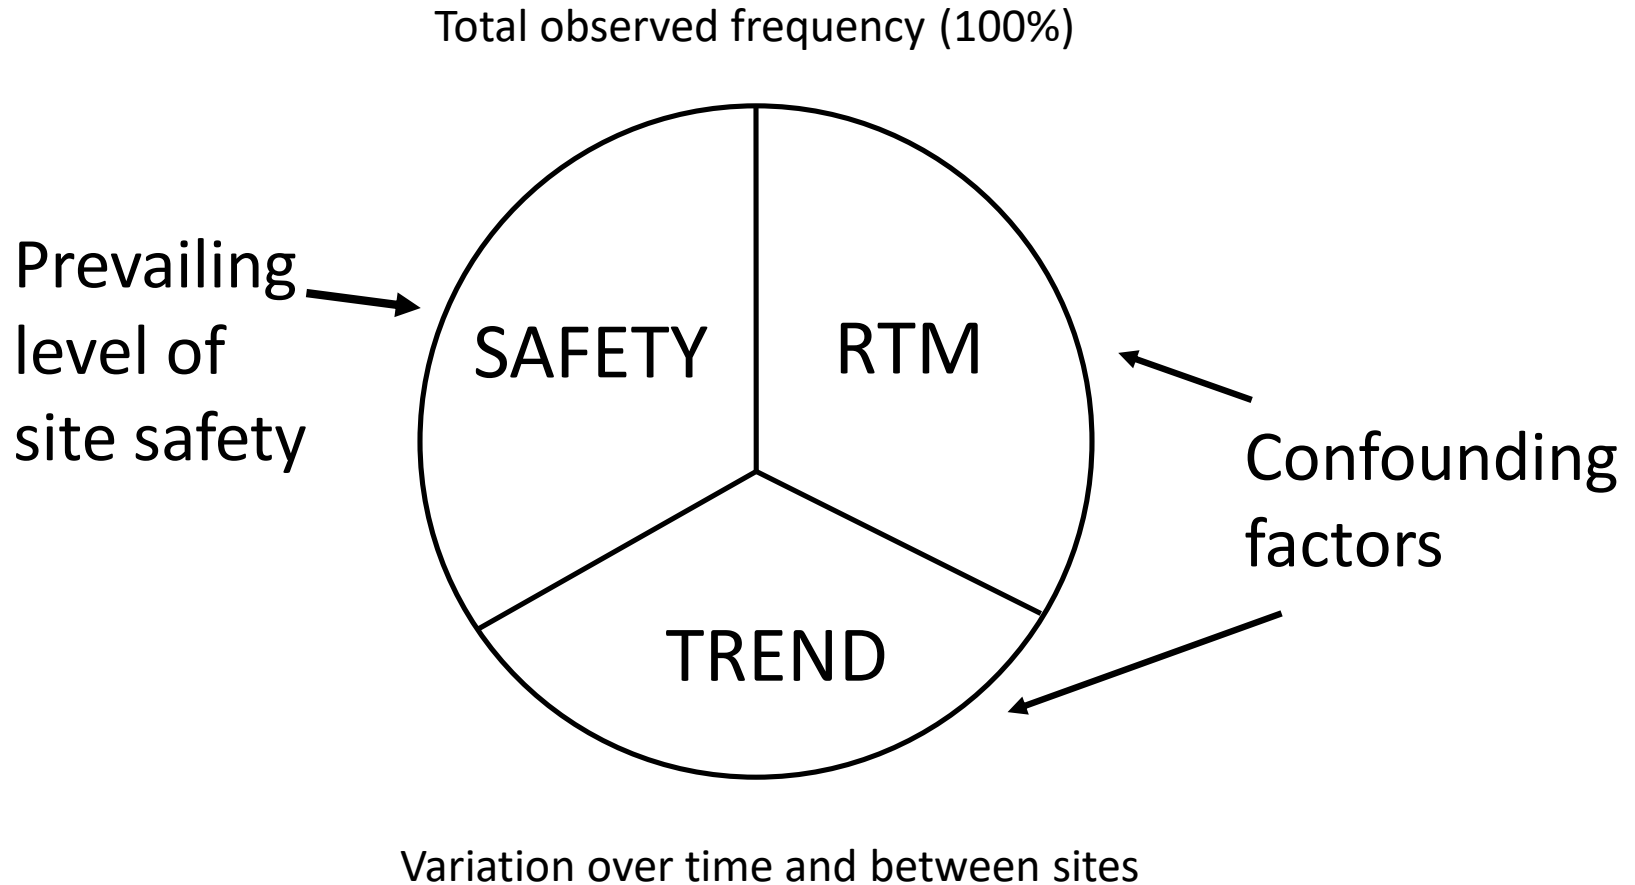 Total observed frequency (100%)
Prevailing
level of
site safety
SAFETY
RTM
Confounding
factors
TREND
Variation over time and between sites